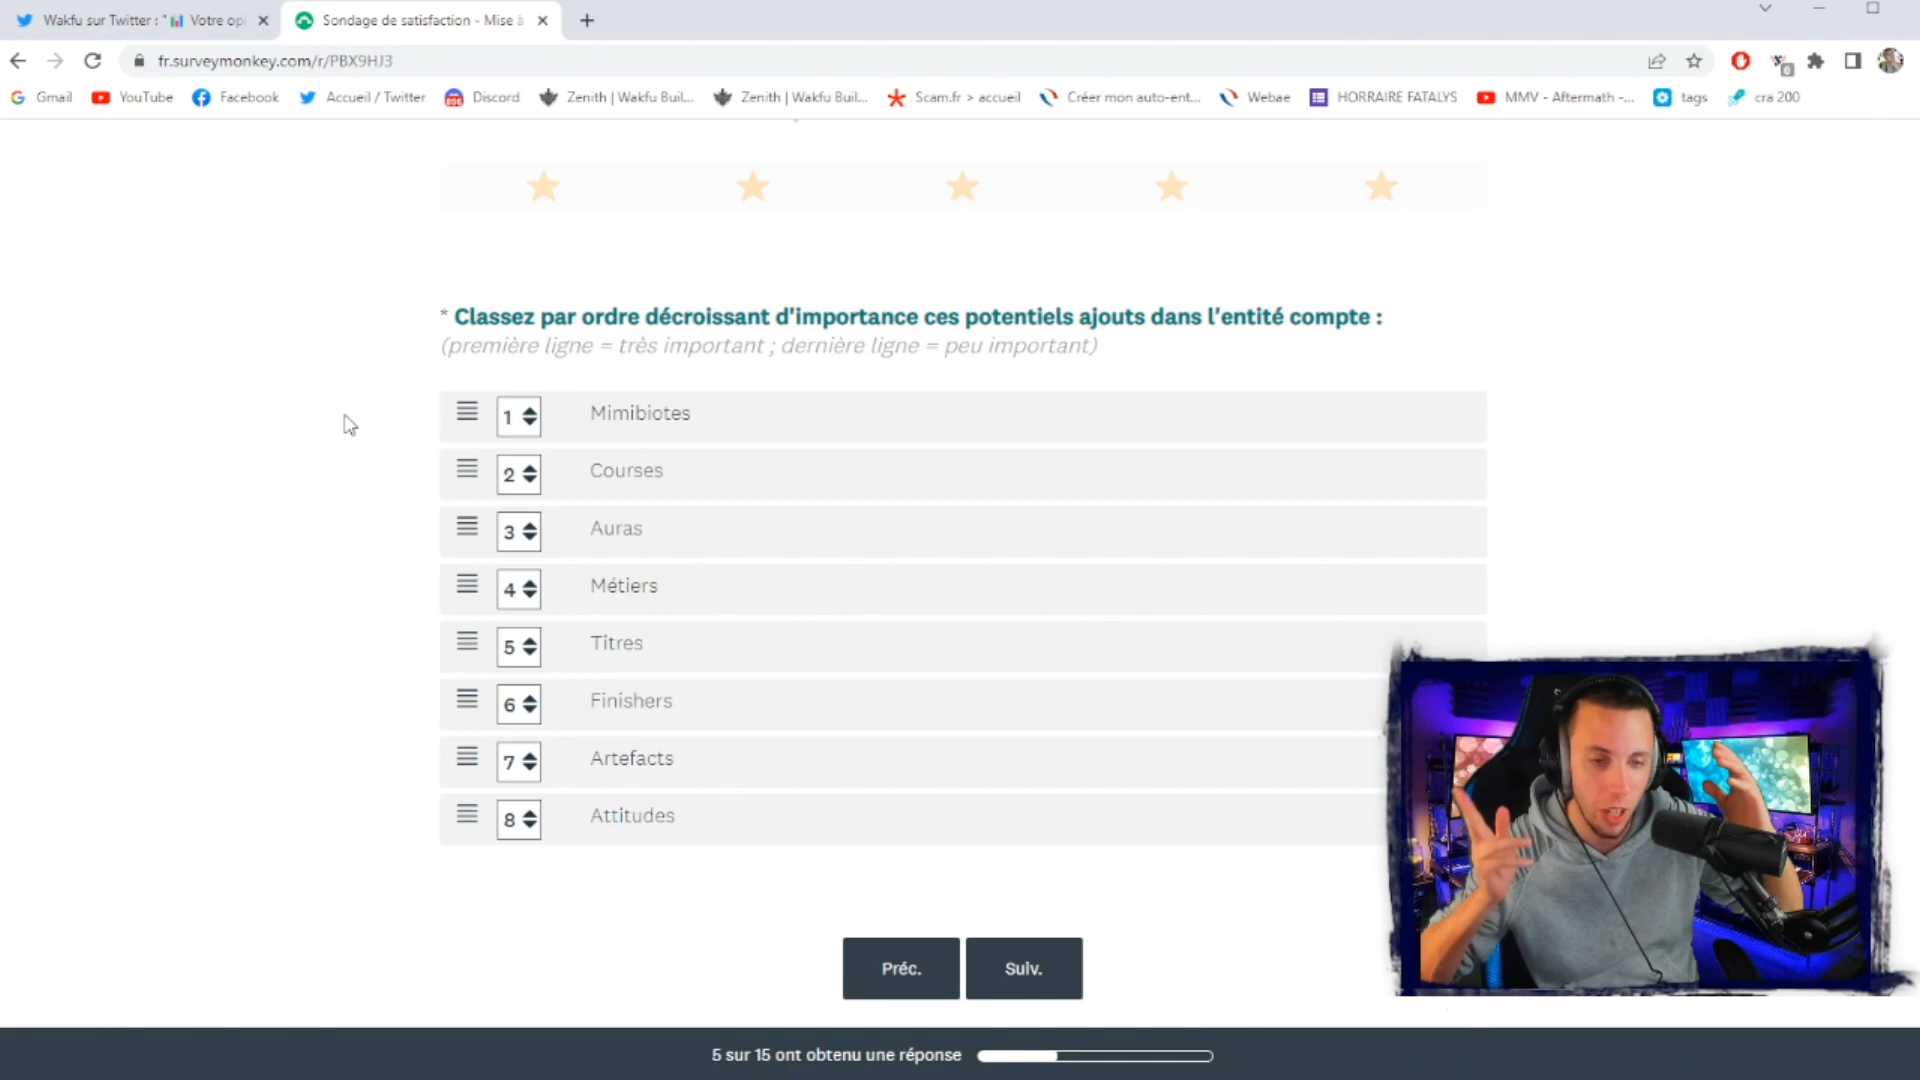 Wakfu sur Twitter : " Votre opi
Sondage de satisfaction - Mise à
fr.surveymonkey.com/r/PBX9HJ3
Gmail
YouTube
Facebook
Accueil / Twitter
Discord
Zenith | Wakfu Buil...
Zenith | Wakfu Buil...
Scam.fr > accueil
Créer mon auto-ent...
Webae
HORRAIRE FATALYS
MMV - Aftermath -...
tags
cra 200
* Classez par ordre décroissant d'importance ces potentiels ajouts dans l'entité compte :
(première ligne = très important ; dernière ligne = peu important)
1 Mimibiotes
2 Courses
3 Auras
4 Métiers
5 Titres
6 Finishers
7 Artefacts
8 Attitudes
Préc.
Suiv.
5 sur 15 ont obtenu une réponse